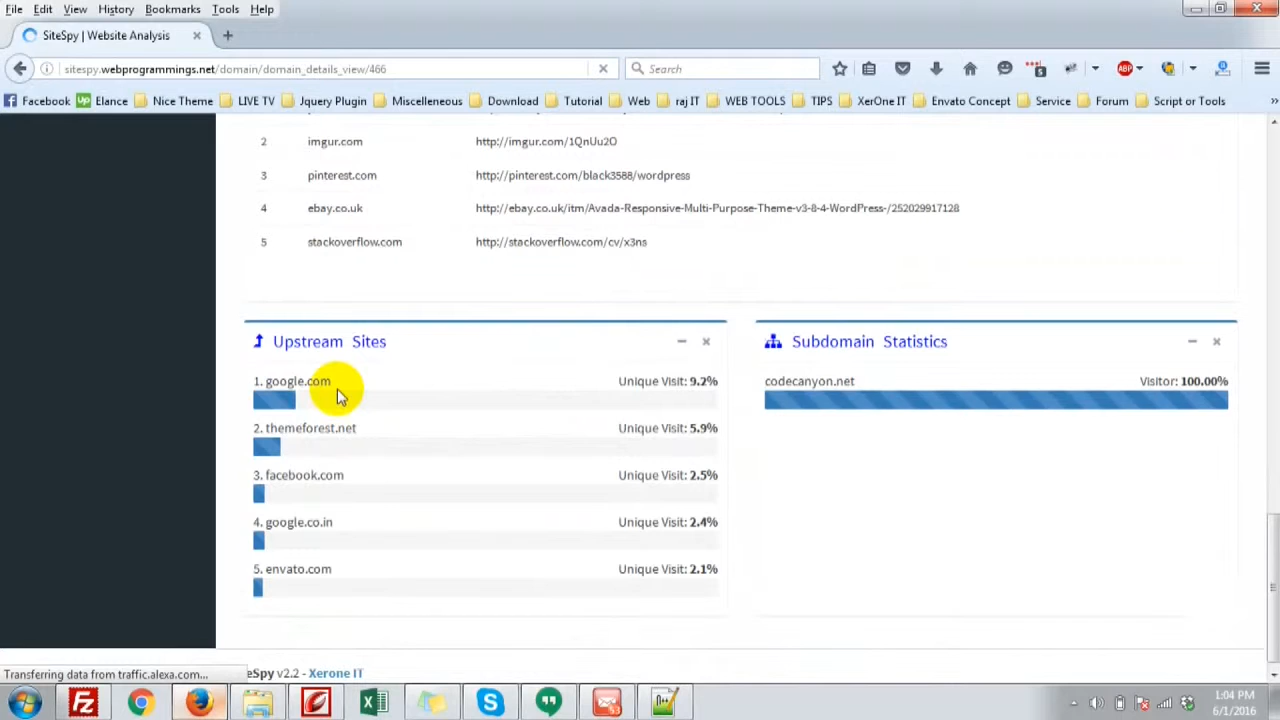 File Edit View History Bookmarks Tools Help
SiteSpy | Website Analysis
sitespy.webprogrammings.net/domain/domain_details_view/466
Search
ABP
Facebook Up Elance Nice Theme LIVE TV Jquery Plugin Miscelleneous Download Tutorial Web raj IT WEB TOOLS TIPS XerOne IT Envato Concept Service Forum Script or Tools
2 imgur.com http://imgur.com/1QnUu2O
3 pinterest.com http://pinterest.com/black3588/wordpress
4 ebay.co.uk http://ebay.co.uk/itm/Avada-Responsive-Multi-Purpose-Theme-v3-8-4-WordPress-/252029917128
5 stackoverflow.com http://stackoverflow.com/cv/x3ns
Upstream Sites
1. google.com Unique Visit: 9.2%
2. themeforest.net Unique Visit: 5.9%
3. facebook.com Unique Visit: 2.5%
4. google.co.in Unique Visit: 2.4%
5. envato.com Unique Visit: 2.1%
Subdomain Statistics
codecanyon.net Visitor: 100.00%
Transferring data from traffic.alexa.com...
eSpy v2.2 - Xerone IT
1:04 PM
6/1/2016